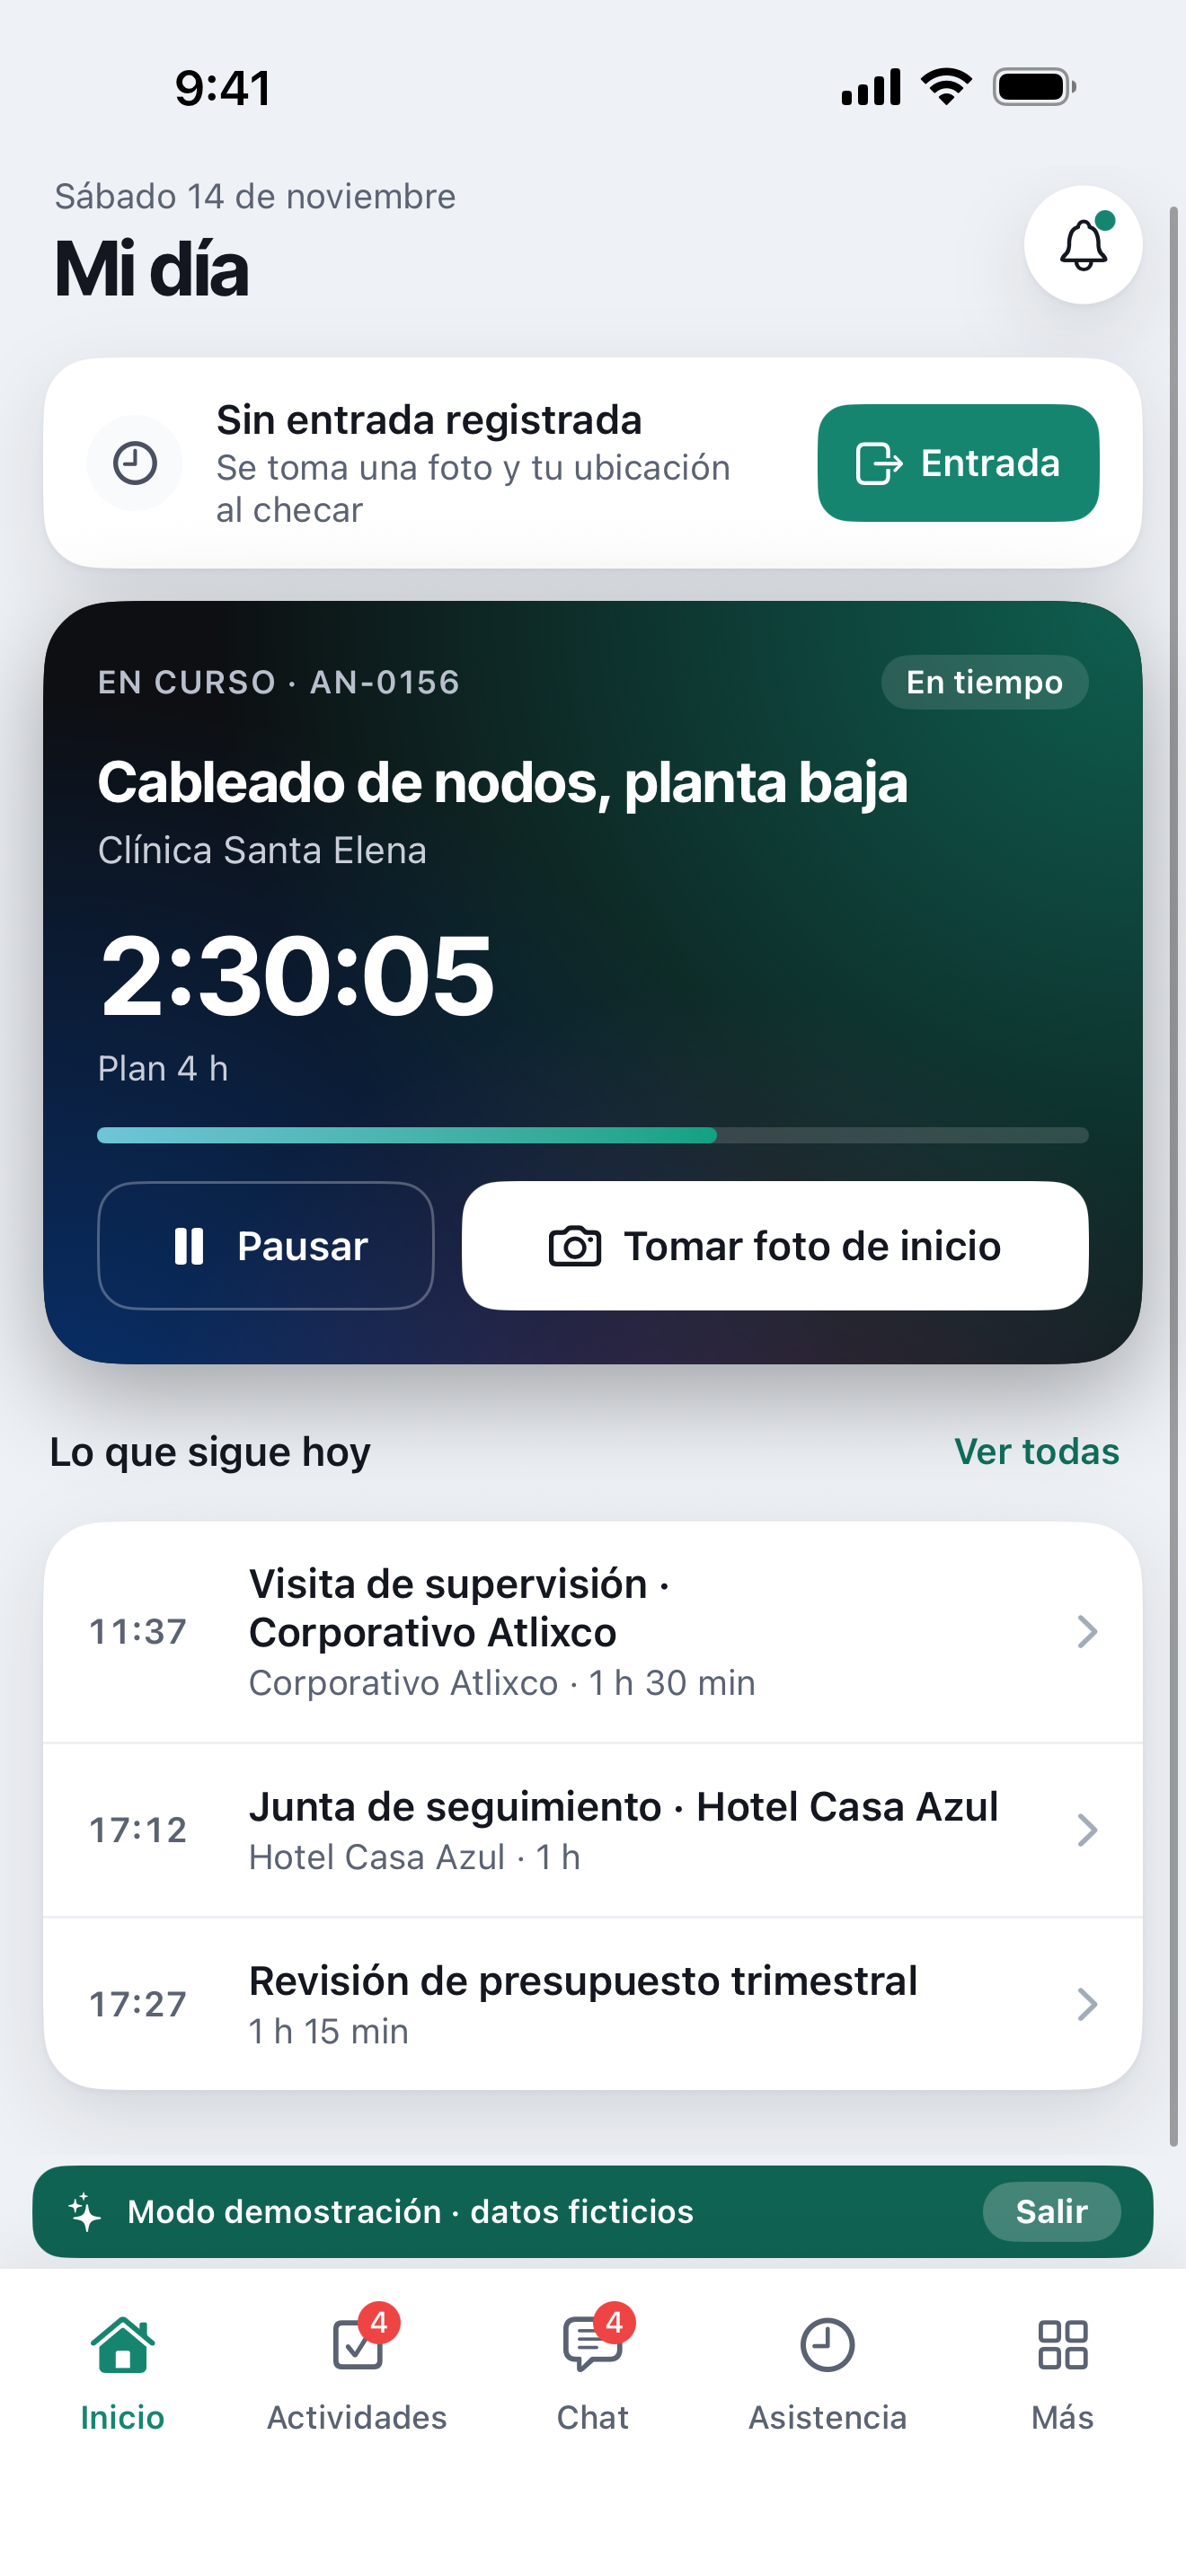 9:41
Sábado 14 de noviembre
Mi día
Sin entrada registrada
Se toma una foto y tu ubicación
al checar
Entrada
EN CURSO · AN-0156
En tiempo
Cableado de nodos, planta baja
Clínica Santa Elena
2:30:05
Plan 4 h
Pausar
Tomar foto de inicio
Lo que sigue hoy
Ver todas
11:37
Visita de supervisión ·
Corporativo Atlixco
Corporativo Atlixco · 1 h 30 min
17:12
Junta de seguimiento · Hotel Casa Azul
Hotel Casa Azul · 1 h
17:27
Revisión de presupuesto trimestral
1 h 15 min
Modo demostración · datos ficticios
Salir
4
4
Inicio
Actividades
Chat
Asistencia
Más